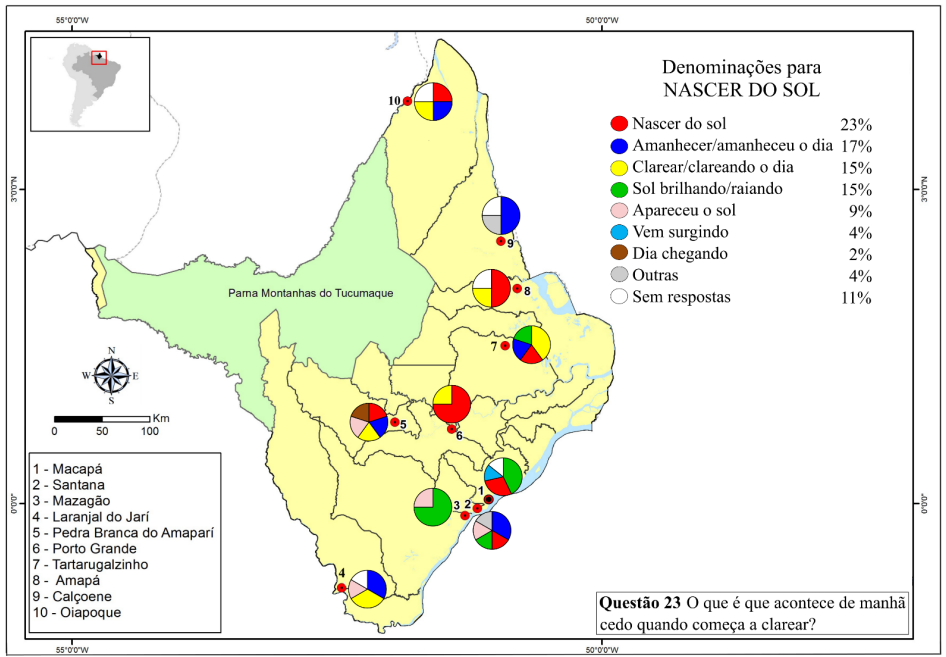 55°0'0"W
50°0'0"W
Denominações para
NASCER DO SOL
Nascer do sol 23%
Amanhecer/amanheceu o dia 17%
Clarear/clareando o dia 15%
Sol brilhando/raiando 15%
Apareceu o sol 9%
Vem surgindo 4%
Dia chegando 2%
Outras 4%
Sem respostas 11%
10
9
8
7
6
5
4
3
2
1
3°0'0"N
3°0'0"N
0°0'0"
0°0'0"
Parna Montanhas do Tucumaque
N
W E
S
Km
0 50 100
1 - Macapá
2 - Santana
3 - Mazagão
4 - Laranjal do Jarí
5 - Pedra Branca do Amaparí
6 - Porto Grande
7 - Tartarugalzinho
8 - Amapá
9 - Calçoene
10 - Oiapoque
Questão 23 O que é que acontece de manhã
cedo quando começa a clarear?
55°0'0"W
50°0'0"W